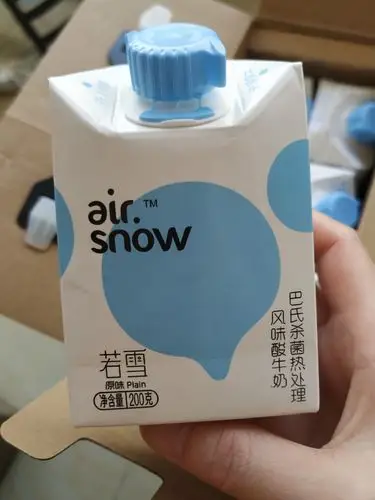 air.™
snow
若雪
原味 Plain
净含量 200克
巴氏杀菌热处理
风味酸牛奶